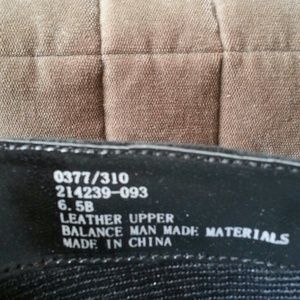 0377/310
214239-093
6.5B
LEATHER UPPER
BALANCE MAN MADE MATERIALS
MADE IN CHINA